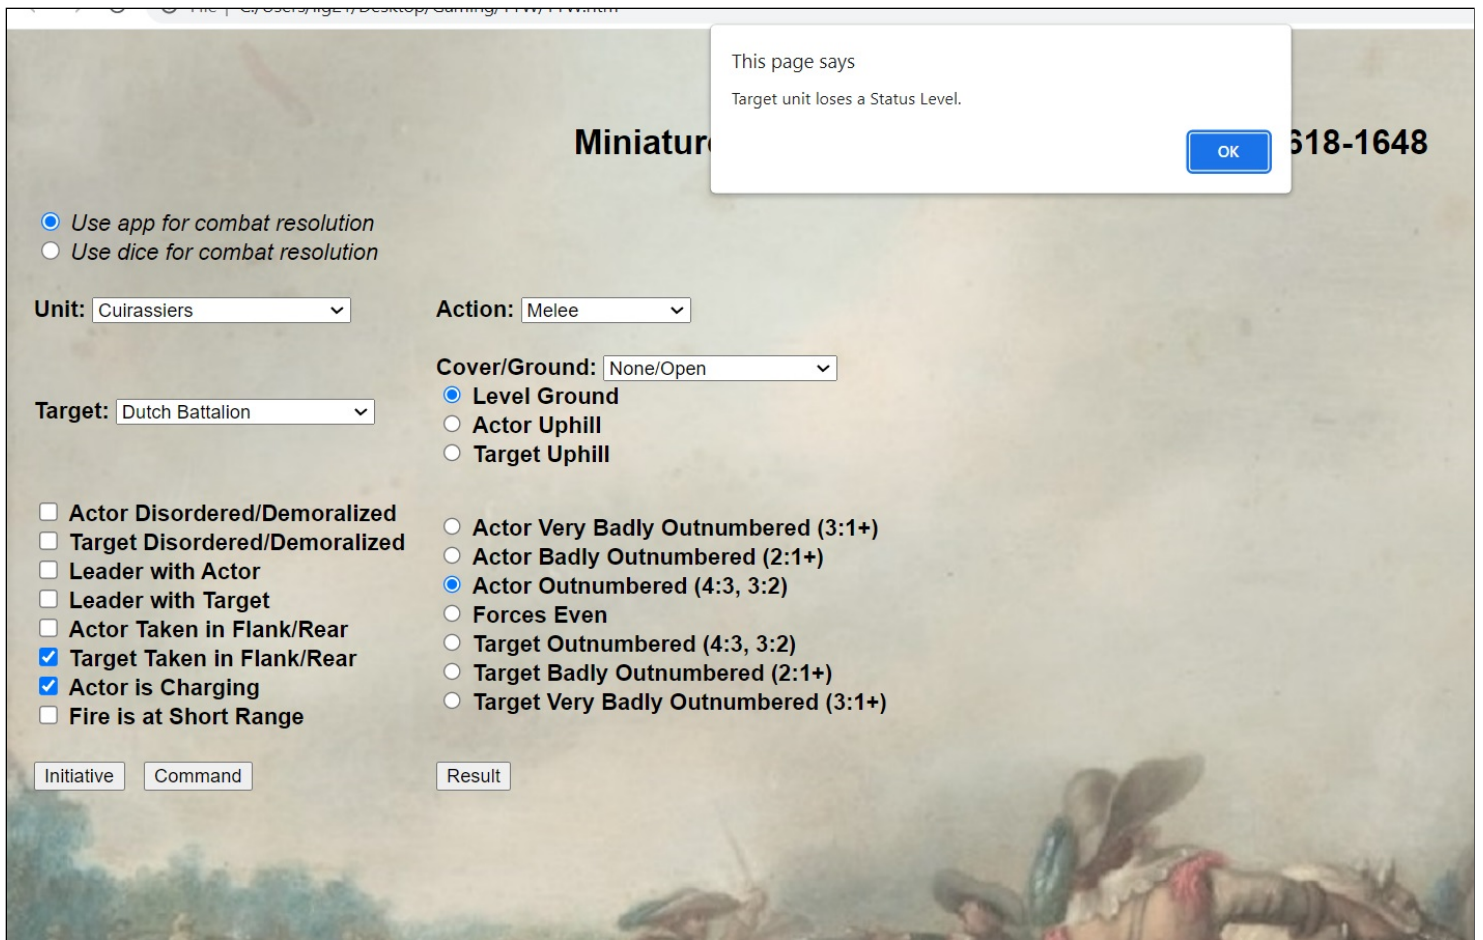 This page says
Target unit loses a Status Level.
OK
618-1648
Use app for combat resolution
Use dice for combat resolution
Unit: Cuirassiers
Action: Melee
Cover/Ground: None/Open
Level Ground
Target: Dutch Battalion
Actor Uphill
Target Uphill
Actor Disordered/Demoralized
Target Disordered/Demoralized
Leader with Actor
Leader with Target
Actor Taken in Flank/Rear
Target Taken in Flank/Rear
Actor is Charging
Fire is at Short Range
Actor Very Badly Outnumbered (3:1+)
Actor Badly Outnumbered (2:1+)
Actor Outnumbered (4:3, 3:2)
Forces Even
Target Outnumbered (4:3, 3:2)
Target Badly Outnumbered (2:1+)
Target Very Badly Outnumbered (3:1+)
Initiative Command Result